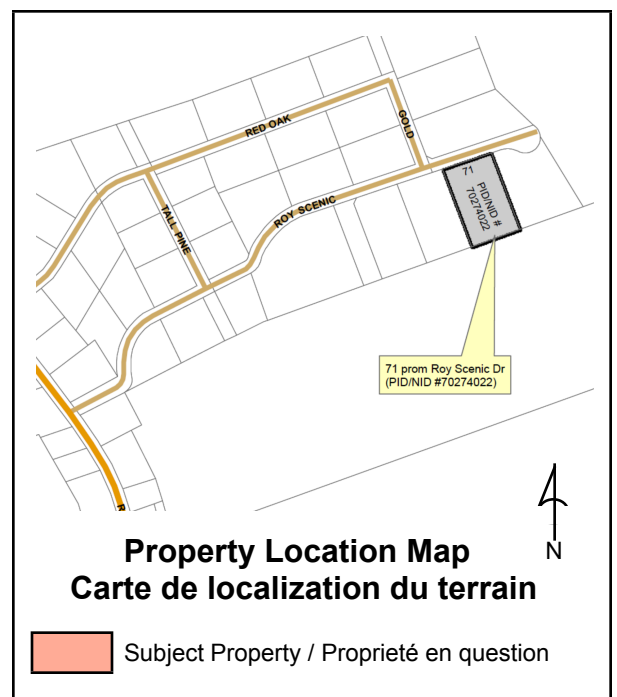 RED OAK
GOLD
TALL PINE
ROY SCENIC
71
PID/NID #
70274022
71 prom Roy Scenic Dr
(PID/NID #70274022)
R
N
Property Location Map
Carte de localization du terrain
Subject Property / Proprieté en question